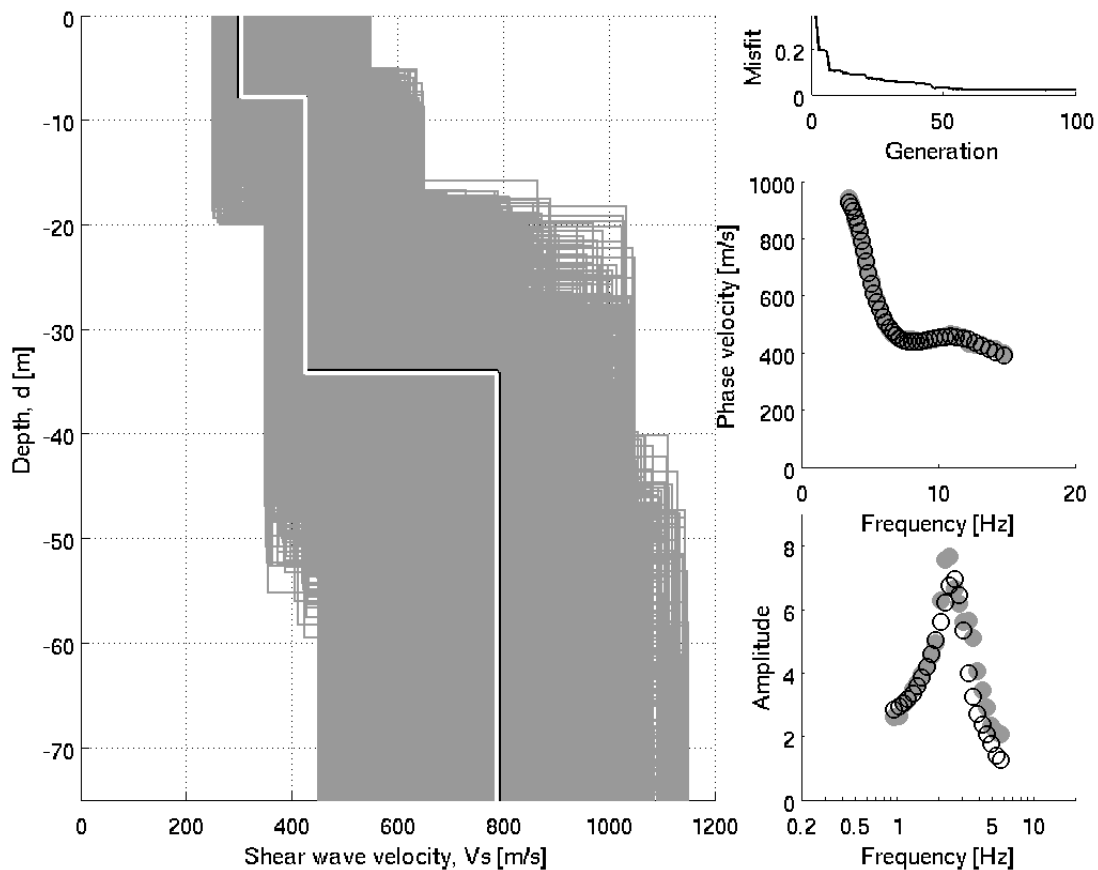 0
-10
-20
-30
-40
-50
-60
-70
Depth, d [m]
0 200 400 600 800 1000 1200
Shear wave velocity, Vs [m/s]
0.2
0
Misfit
0 50 100
Generation
1000
800
600
400
200
0
Phase velocity [m/s]
0 10 20
Frequency [Hz]
8
6
4
2
0
Amplitude
0.2 0.5 1 5 10
Frequency [Hz]